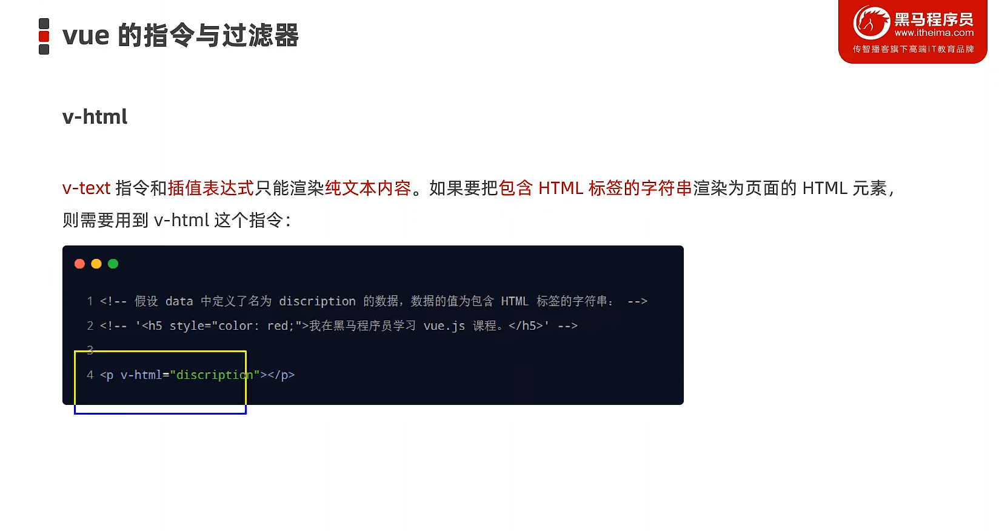 vue 的指令与过滤器
黑马程序员
www.itheima.com
传智播客旗下高端IT教育品牌
v-html
v-text 指令和插值表达式只能渲染纯文本内容。如果要把包含 HTML 标签的字符串渲染为页面的 HTML 元素，
则需要用到 v-html 这个指令：
1 <!-- 假设 data 中定义了名为 discription 的数据，数据的值为包含 HTML 标签的字符串： -->
2 <!-- '<h5 style="color: red;">我在黑马程序员学习 vue.js 课程。</h5>' -->
3
4 <p v-html="discription"></p>